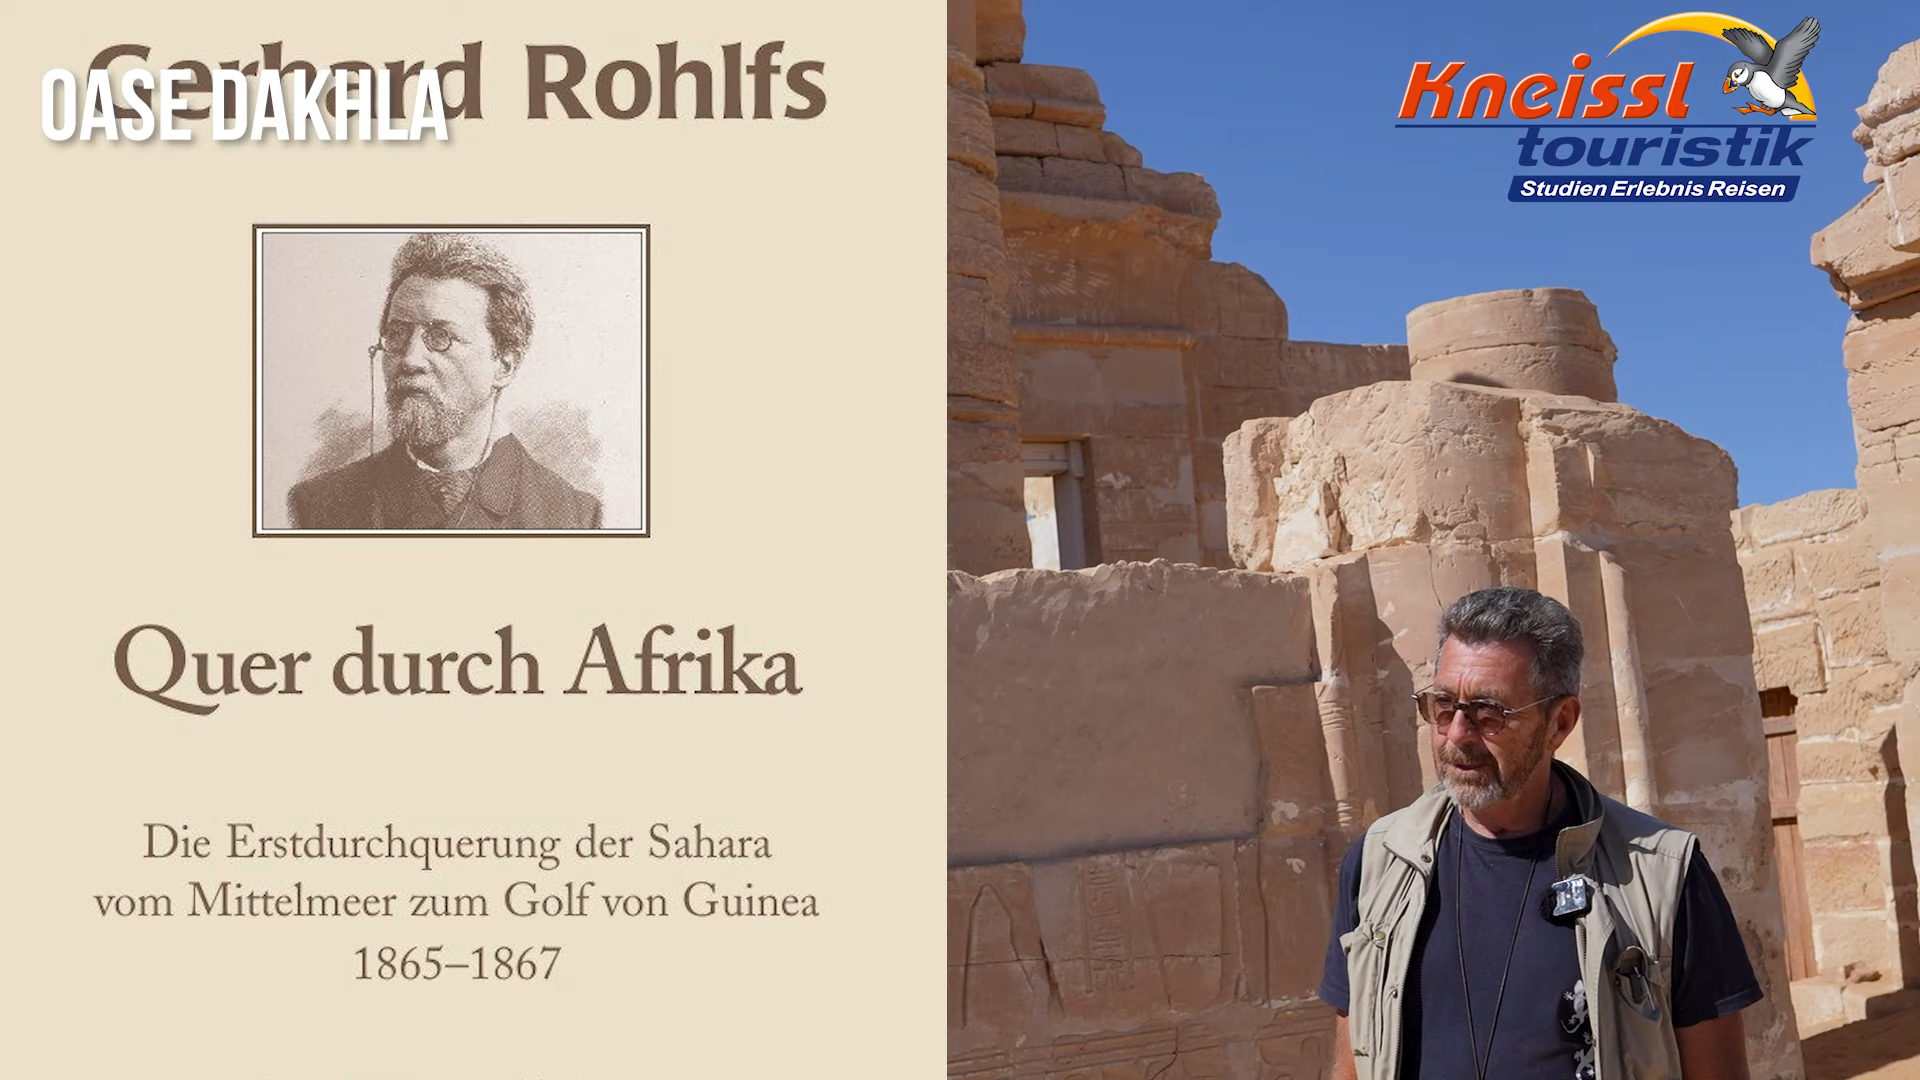 Gerhard Rohlfs
OASE DAKHLA
Quer durch Afrika
Die Erstdurchquerung der Sahara
vom Mittelmeer zum Golf von Guinea
1865–1867
Kneissl
touristik
Studien Erlebnis Reisen